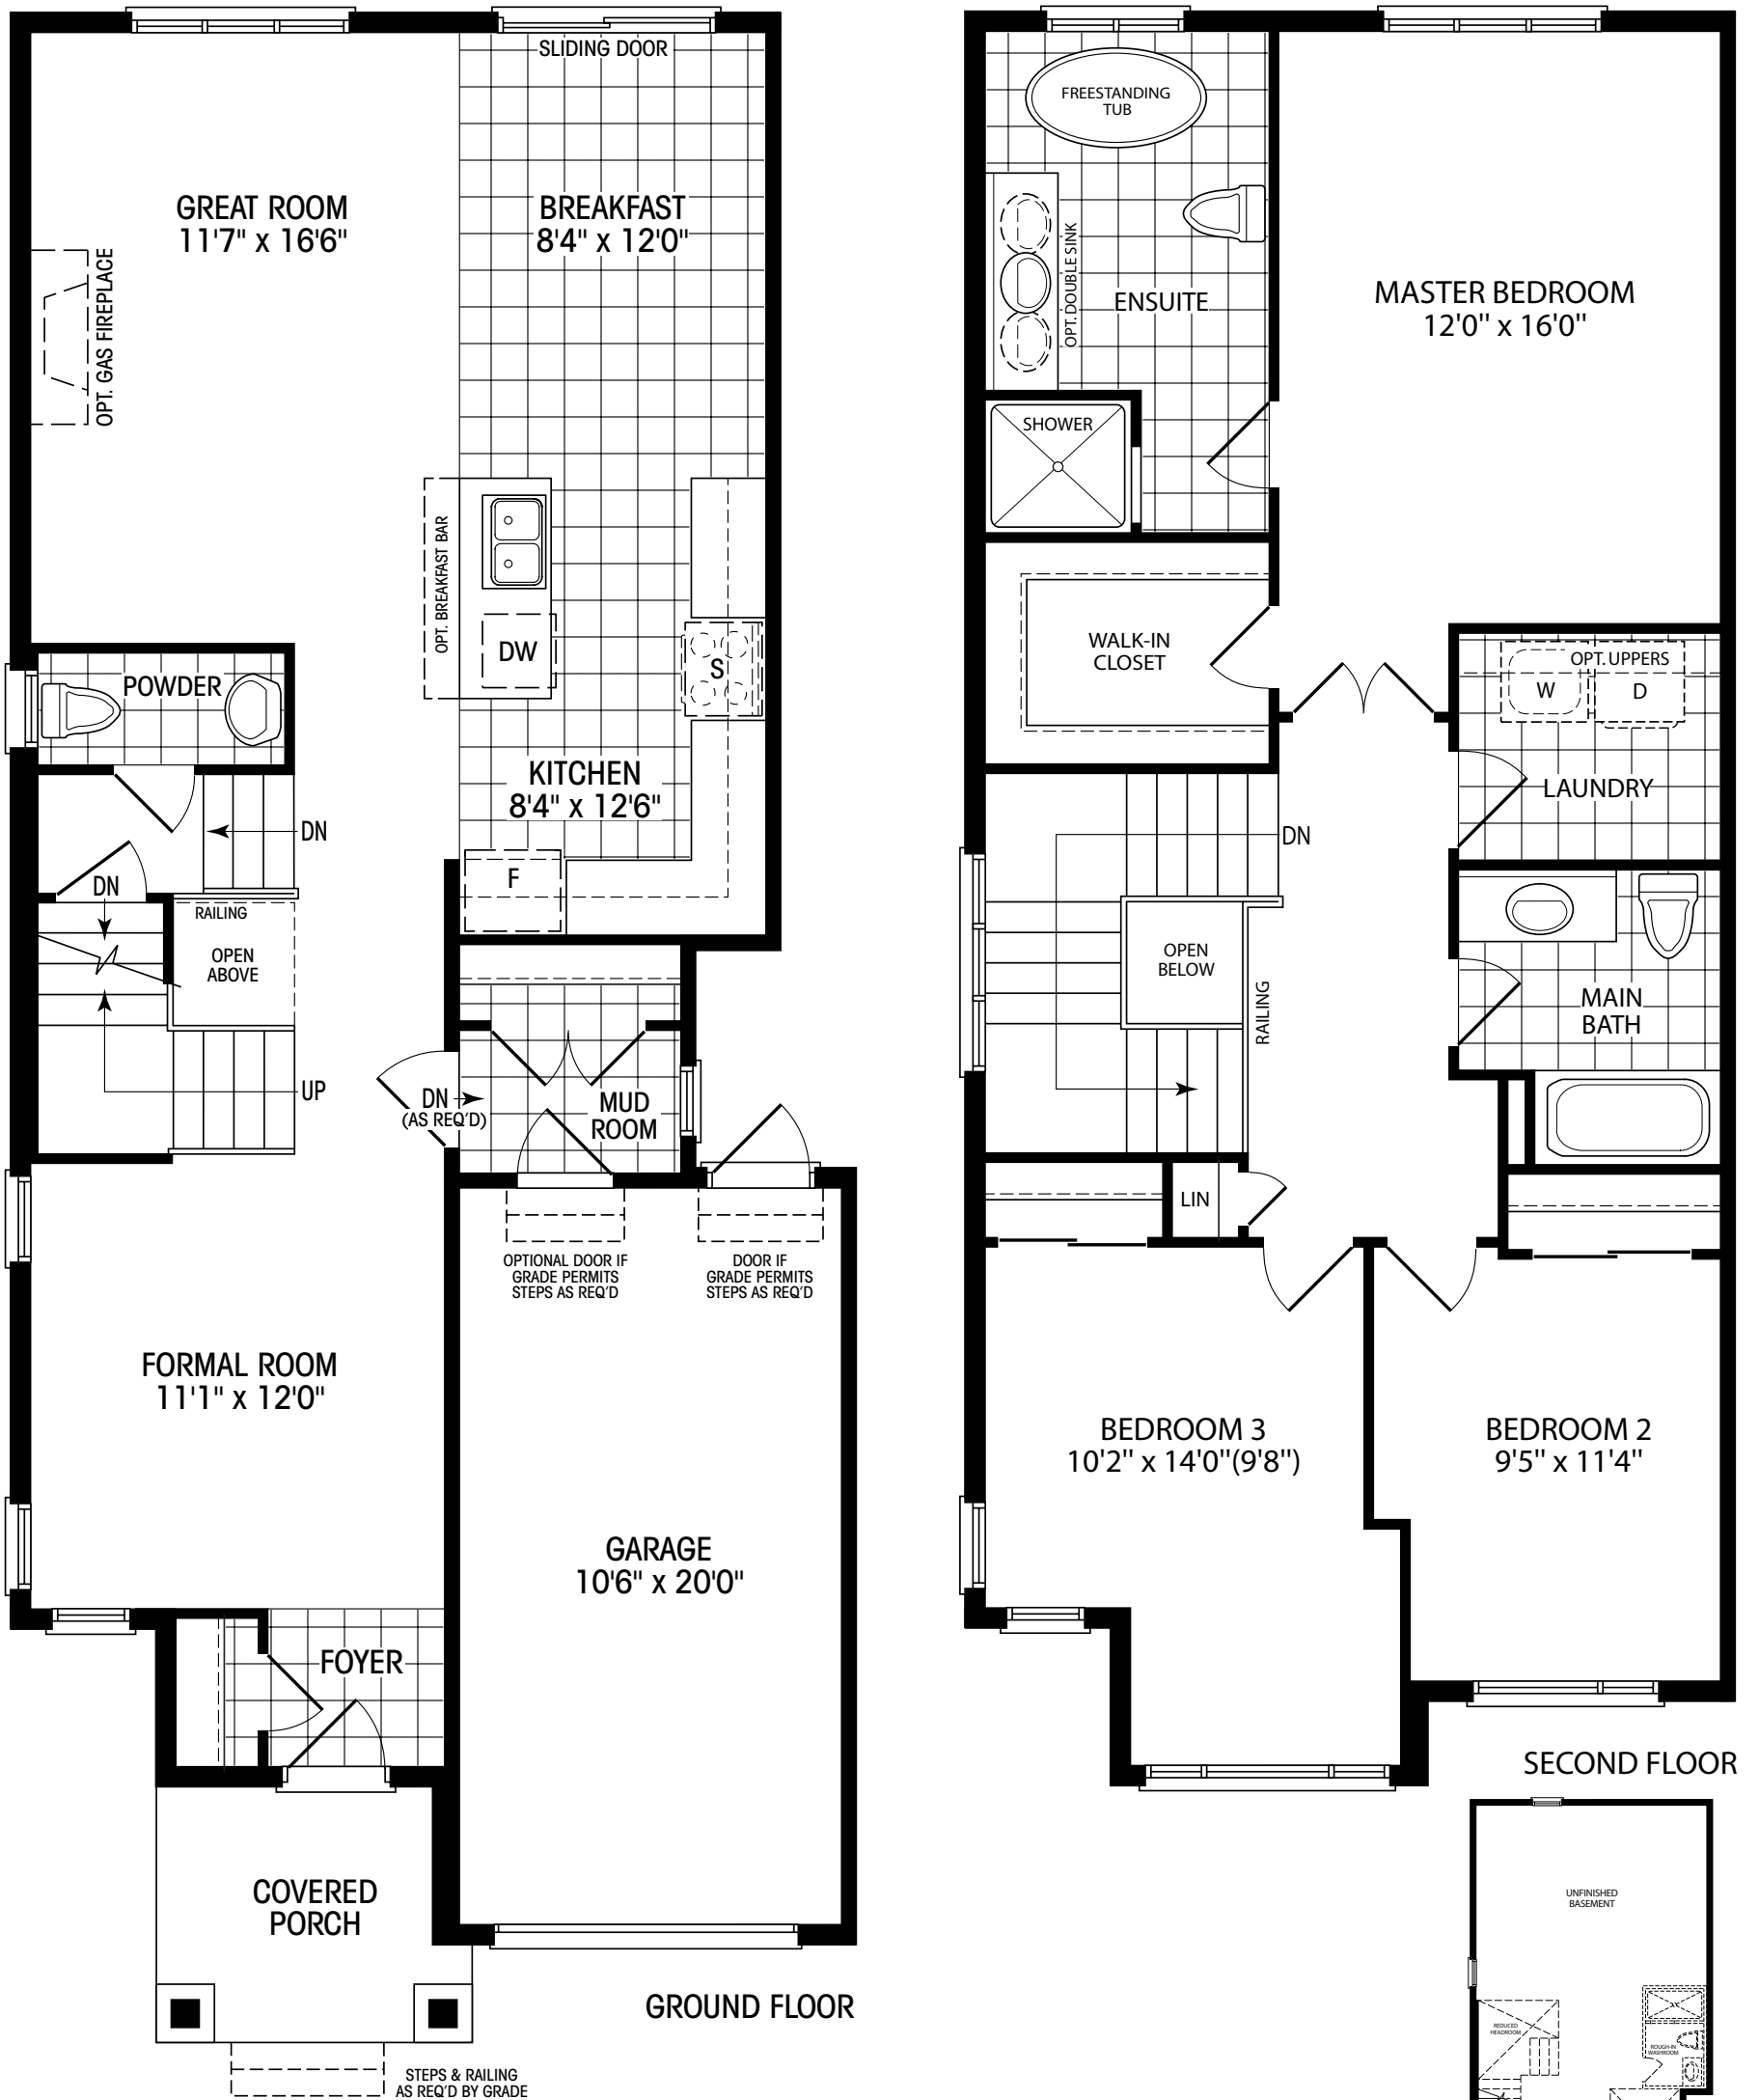 SLIDING DOOR
GREAT ROOM
11'7" x 16'6"
BREAKFAST
8'4" x 12'0"
OPT. GAS FIREPLACE
OPT. BREAKFAST BAR
DW
S
POWDER
KITCHEN
8'4" x 12'6"
F
DN
DN
RAILING
OPEN
ABOVE
UP
DN
(AS REQ'D)
MUD
ROOM
OPTIONAL DOOR IF
GRADE PERMITS
STEPS AS REQ'D
DOOR IF
GRADE PERMITS
STEPS AS REQ'D
FORMAL ROOM
11'1" x 12'0"
GARAGE
10'6" x 20'0"
FOYER
COVERED
PORCH
GROUND FLOOR
STEPS & RAILING
AS REQ'D BY GRADE
FREESTANDING
TUB
OPT. DOUBLE SINK
ENSUITE
MASTER BEDROOM
12'0" x 16'0"
SHOWER
WALK-IN
CLOSET
OPT. UPPERS
W
D
LAUNDRY
DN
OPEN
BELOW
RAILING
MAIN
BATH
LIN
BEDROOM 3
10'2" x 14'0"(9'8")
BEDROOM 2
9'5" x 11'4"
SECOND FLOOR
UNFINISHED
BASEMENT
REDUCED
HEADROOM
ROUGH-IN
WASHROOM